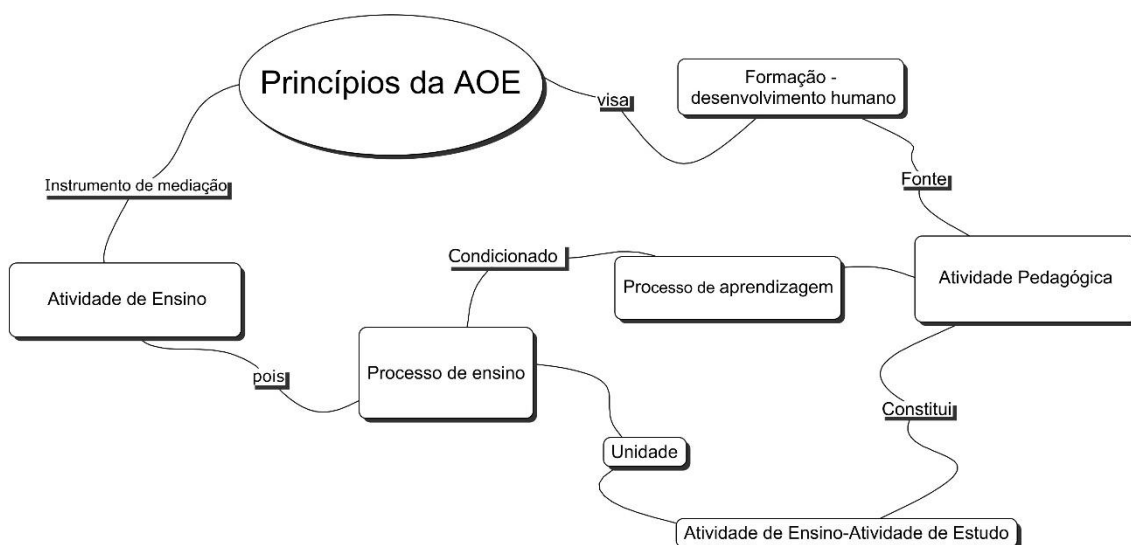 Princípios da AOE
Formação -
desenvolvimento humano
visa
Instrumento de mediação
Fonte
Condicionado
Atividade de Ensino
Processo de aprendizagem
Atividade Pedagógica
pois
Processo de ensino
Constitui
Unidade
Atividade de Ensino-Atividade de Estudo